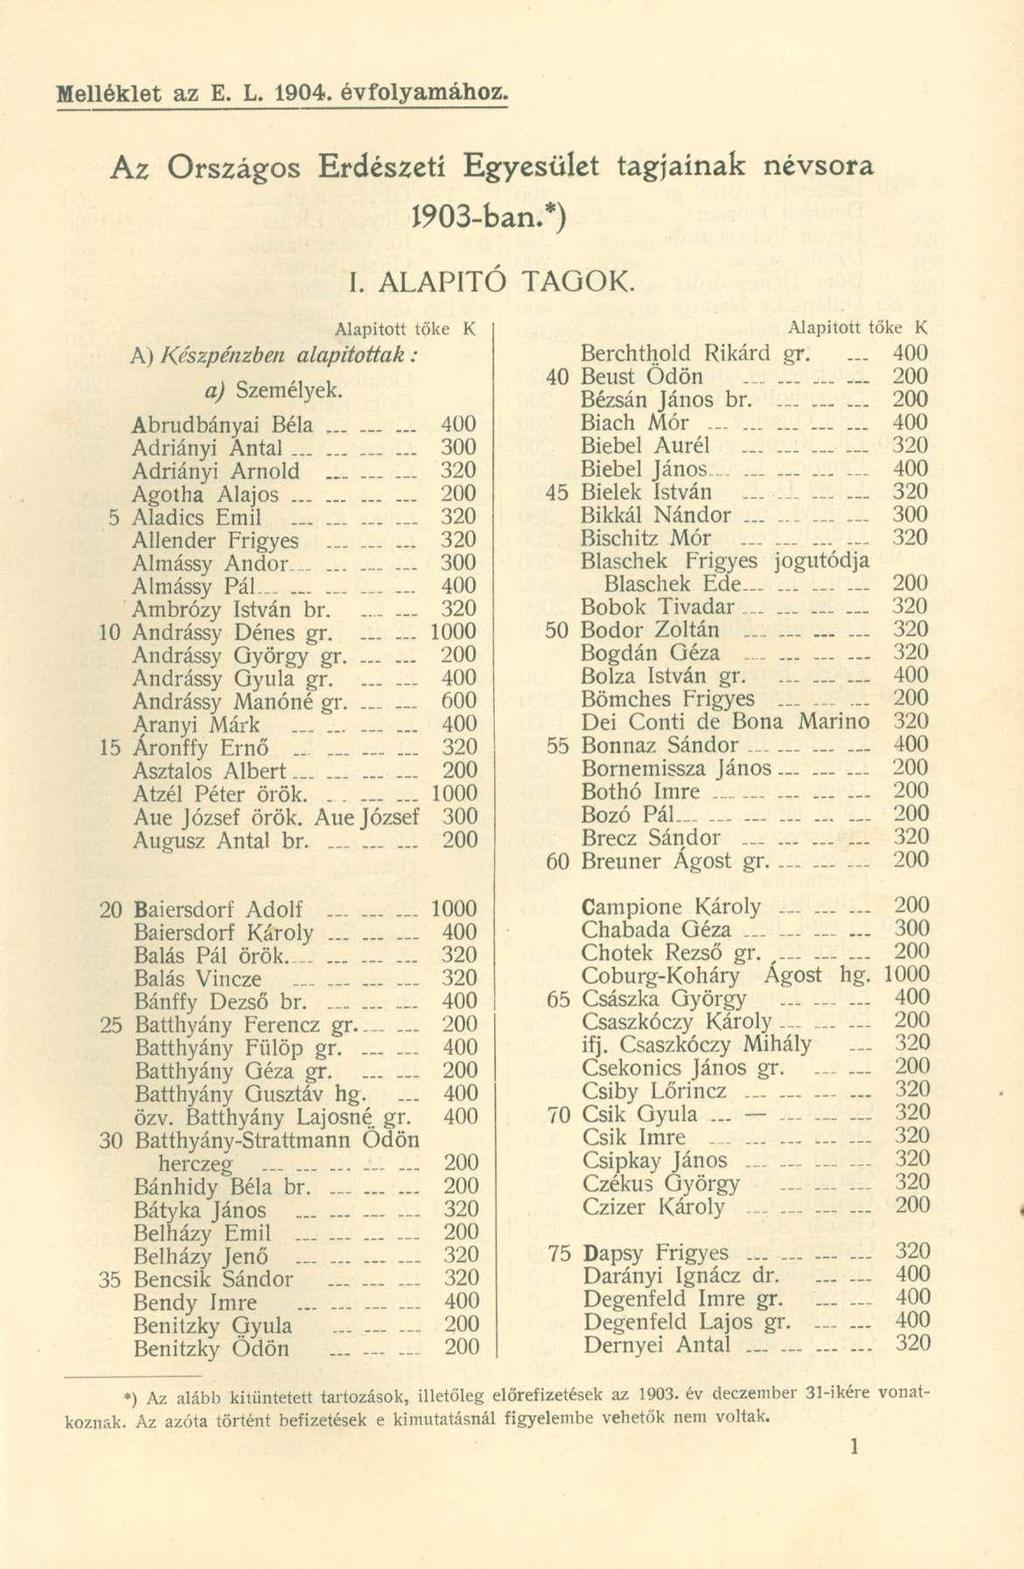 Melléklet az E. L. 1904. évfolyamához.
Az Országos Erdészeti Egyesület tagjainak névsora
1903-ban.*)
I. ALAPITÓ TAGOK.
Alapitott tőke K
A) Készpénzben alapitottak :
a) Személyek.
Abrudbányai Béla 400
Adriányi Antal 300
Adriányi Arnold 320
Agotha Alajos 200
5 Aladics Emil 320
Allender Frigyes 320
Almássy Andor 300
Almássy Pál 400
Ambrózy István br. 320
10 Andrássy Dénes gr. 1000
Andrássy György gr. 200
Andrássy Gyula gr. 400
Andrássy Manóné gr. 600
Aranyi Márk 400
15 Áronffy Ernő 320
Asztalos Albert 200
Atzél Péter örök. 1000
Aue József örök. Aue József 300
Augusz Antal br. 200
20 Baiersdorf Adolf 1000
Baiersdorf Károly 400
Balás Pál örök. 320
Balás Vincze 320
Bánffy Dezső br. 400
25 Batthyány Ferencz gr. 200
Batthyány Fülöp gr. 400
Batthyány Géza gr. 200
Batthyány Gusztáv hg. 400
özv. Batthyány Lajosné gr. 400
30 Batthyány-Strattmann Ödön
herczeg 200
Bánhidy Béla br. 200
Bátyka János 320
Belházy Emil 200
Belházy Jenő 320
35 Bencsik Sándor 320
Bendy Imre 400
Benitzky Gyula 200
Benitzky Ödön 200
Alapitott tőke K
Berchthold Rikárd gr. 400
40 Beust Ödön 200
Bézsán János br. 200
Biach Mór 400
Biebel Aurél 320
Biebel János 400
45 Bielek István 320
Bikkál Nándor 300
Bischitz Mór 320
Blaschek Frigyes jogutódja
Blaschek Ede 200
Bobok Tivadar 320
50 Bodor Zoltán 320
Bogdán Géza 320
Bolza István gr. 400
Bömches Frigyes 200
Dei Conti de Bona Marino 320
55 Bonnaz Sándor 400
Bornemissza János 200
Bothó Imre 200
Bozó Pál 200
Brecz Sándor 320
60 Breuner Ágost gr. 200
Campione Károly 200
Chabada Géza 300
Chotek Rezső gr. 200
Coburg-Koháry Ágost hg. 1000
65 Császka György 400
Csaszkóczy Károly 200
ifj. Csaszkóczy Mihály 320
Csekonics János gr. 200
Csiby Lőrincz 320
70 Csik Gyula 320
Csik Imre 320
Csipkay János 320
Czékus György 320
Czizer Károly 200
75 Dapsy Frigyes 320
Darányi Ignácz dr. 400
Degenfeld Imre gr. 400
Degenfeld Lajos gr. 400
Dernyei Antal 320
*) Az alább kitüntetett tartozások, illetőleg előrefizetések az 1903. év deczember 31-ikére vonat-
koznak. Az azóta történt befizetések e kimutatásnál figyelembe vehetők nem voltak.
1